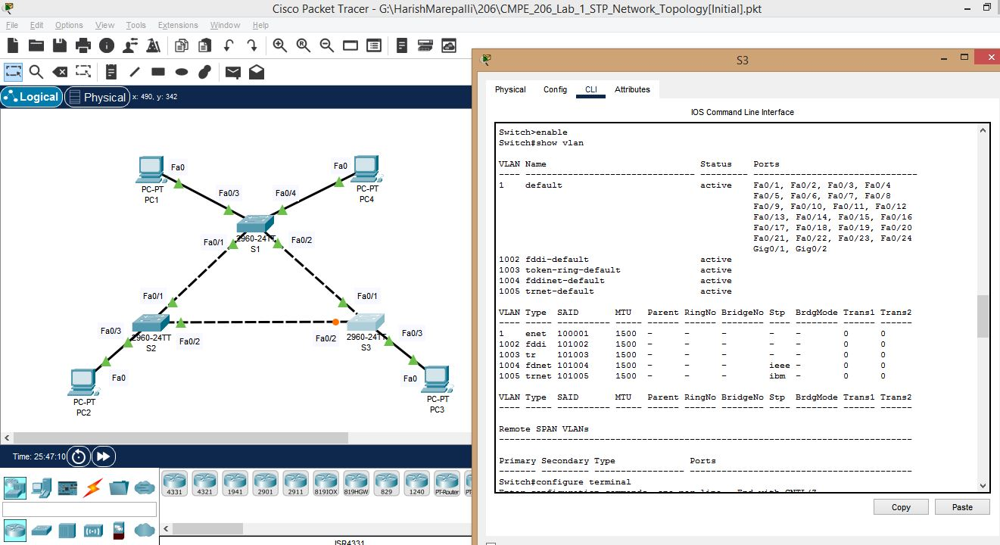 Cisco Packet Tracer - G:\HarishMarepalli\206\CMPE_206_Lab_1_STP_Network_Topology[Initial].pkt
File Edit Options View Tools Extensions Window Help
Logical Physical x: 490, y: 342
Fa0
PC-PT
PC1
Fa0
PC-PT
PC4
Fa0/3
Fa0/4
2960-24TT
S1
Fa0/1
Fa0/2
Fa0/1
Fa0/1
Fa0/3
2960-24TT
S2
Fa0/2
Fa0/2
2960-24TT
S3
Fa0/3
Fa0
PC-PT
PC2
Fa0
PC-PT
PC3
Time: 25:47:10
4331 4321 1941 2901 2911 819IOX 819HGW 829 1240 PT-Router
ISR4331
S3
Physical Config CLI Attributes
IOS Command Line Interface
Switch>enable
Switch#show vlan
VLAN Name Status Ports
---- -------------------------------- --------- -------------------------------
1 default active Fa0/1, Fa0/2, Fa0/3, Fa0/4
Fa0/5, Fa0/6, Fa0/7, Fa0/8
Fa0/9, Fa0/10, Fa0/11, Fa0/12
Fa0/13, Fa0/14, Fa0/15, Fa0/16
Fa0/17, Fa0/18, Fa0/19, Fa0/20
Fa0/21, Fa0/22, Fa0/23, Fa0/24
Gig0/1, Gig0/2
1002 fddi-default active
1003 token-ring-default active
1004 fddinet-default active
1005 trnet-default active
VLAN Type SAID MTU Parent RingNo BridgeNo Stp BrdgMode Trans1 Trans2
---- ----- ---------- ----- ------ ------ -------- ---- -------- ------ ------
1 enet 100001 1500 - - - - - 0 0
1002 fddi 101002 1500 - - - - - 0 0
1003 tr 101003 1500 - - - - - 0 0
1004 fdnet 101004 1500 - - - ieee - 0 0
1005 trnet 101005 1500 - - - ibm - 0 0
VLAN Type SAID MTU Parent RingNo BridgeNo Stp BrdgMode Trans1 Trans2
---- ----- ---------- ----- ------ ------ -------- ---- -------- ------ ------
Remote SPAN VLANs
------------------------------------------------------------------------------
Primary Secondary Type Ports
------- --------- ----------------- ------------------------------------------
Switch#configure terminal
Enter configuration commands, one per line. End with CNTL/Z.
Copy Paste